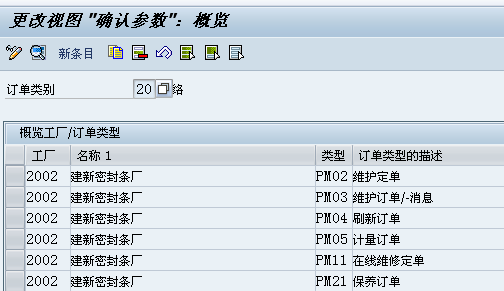 更改视图 "确认参数": 概览
新条目
订单类别 20 络
概览工厂/订单类型
工厂 名称 1 类型 订单类型的描述
2002 建新密封条厂 PM02 维护定单
2002 建新密封条厂 PM03 维护订单/-消息
2002 建新密封条厂 PM04 刷新订单
2002 建新密封条厂 PM05 计量订单
2002 建新密封条厂 PM11 在线维修定单
2002 建新密封条厂 PM21 保养订单